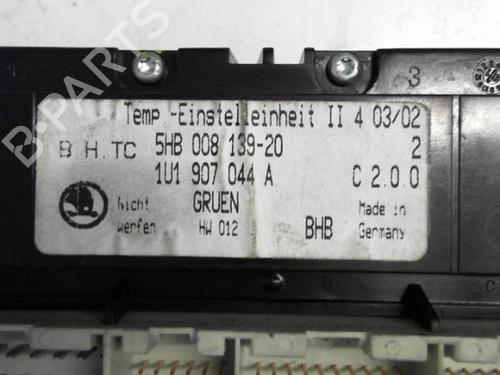 B-PARTS
3
Temp.-Einstelleinheit II 4 03/02
B H.TC 5HB 008 139-20 2
1U1 907 044 A C 2.0.0
Nicht GRUEN Made in
werfen HW 012 BHB Germany
B C